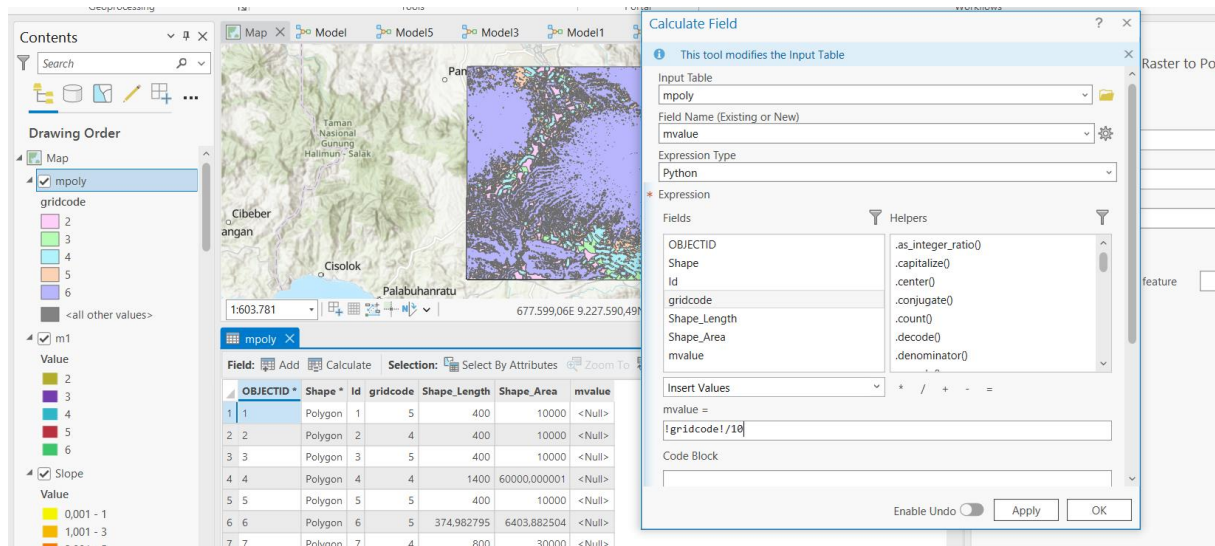 Geoprocessing
Tools
Portal
Workflows
Contents
Search
Drawing Order
Map
mpoly
gridcode
2
3
4
5
6
<all other values>
m1
Value
2
3
4
5
6
Slope
Value
0,001 - 1
1,001 - 3
Map
Model
Model5
Model3
Model1
Pan
Taman
Nasional
Gunung
Halimun - Salak
Cibeber
angan
Cisolok
Palabuhanratu
1:603.781
677.599,06E 9.227.590,49N
mpoly
Field: Add Calculate Selection: Select By Attributes Zoom To
OBJECTID * Shape * Id gridcode Shape_Length Shape_Area mvalue
1 1 Polygon 1 5 400 10000 <Null>
2 2 Polygon 2 4 400 10000 <Null>
3 3 Polygon 3 5 400 10000 <Null>
4 4 Polygon 4 4 1400 60000,000001 <Null>
5 5 Polygon 5 5 400 10000 <Null>
6 6 Polygon 6 5 374,982795 6403,882504 <Null>
7 7 Polygon 7 4 800 30000 <Null>
Calculate Field
This tool modifies the Input Table
Input Table
mpoly
Field Name (Existing or New)
mvalue
Expression Type
Python
* Expression
Fields
OBJECTID
Shape
Id
gridcode
Shape_Length
Shape_Area
mvalue
Helpers
.as_integer_ratio()
.capitalize()
.center()
.conjugate()
.count()
.decode()
.denominator()
Insert Values
* / + - =
mvalue =
!gridcode!/10
Code Block
Enable Undo
Apply
OK
Raster to Po
feature